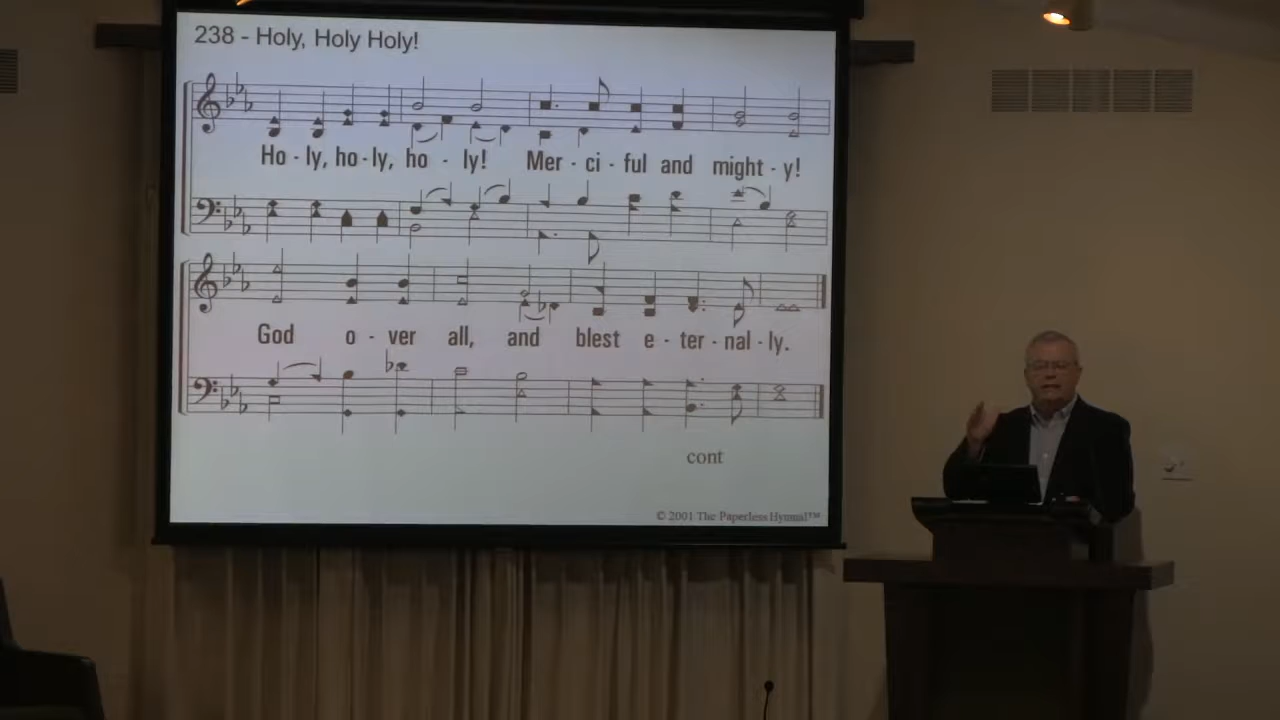 238 - Holy, Holy Holy!
Ho - ly, ho - ly, ho - ly! Mer - ci - ful and might - y!
God o - ver all, and blest e - ter - nal - ly.
cont
© 2001 The Paperless Hymnal™